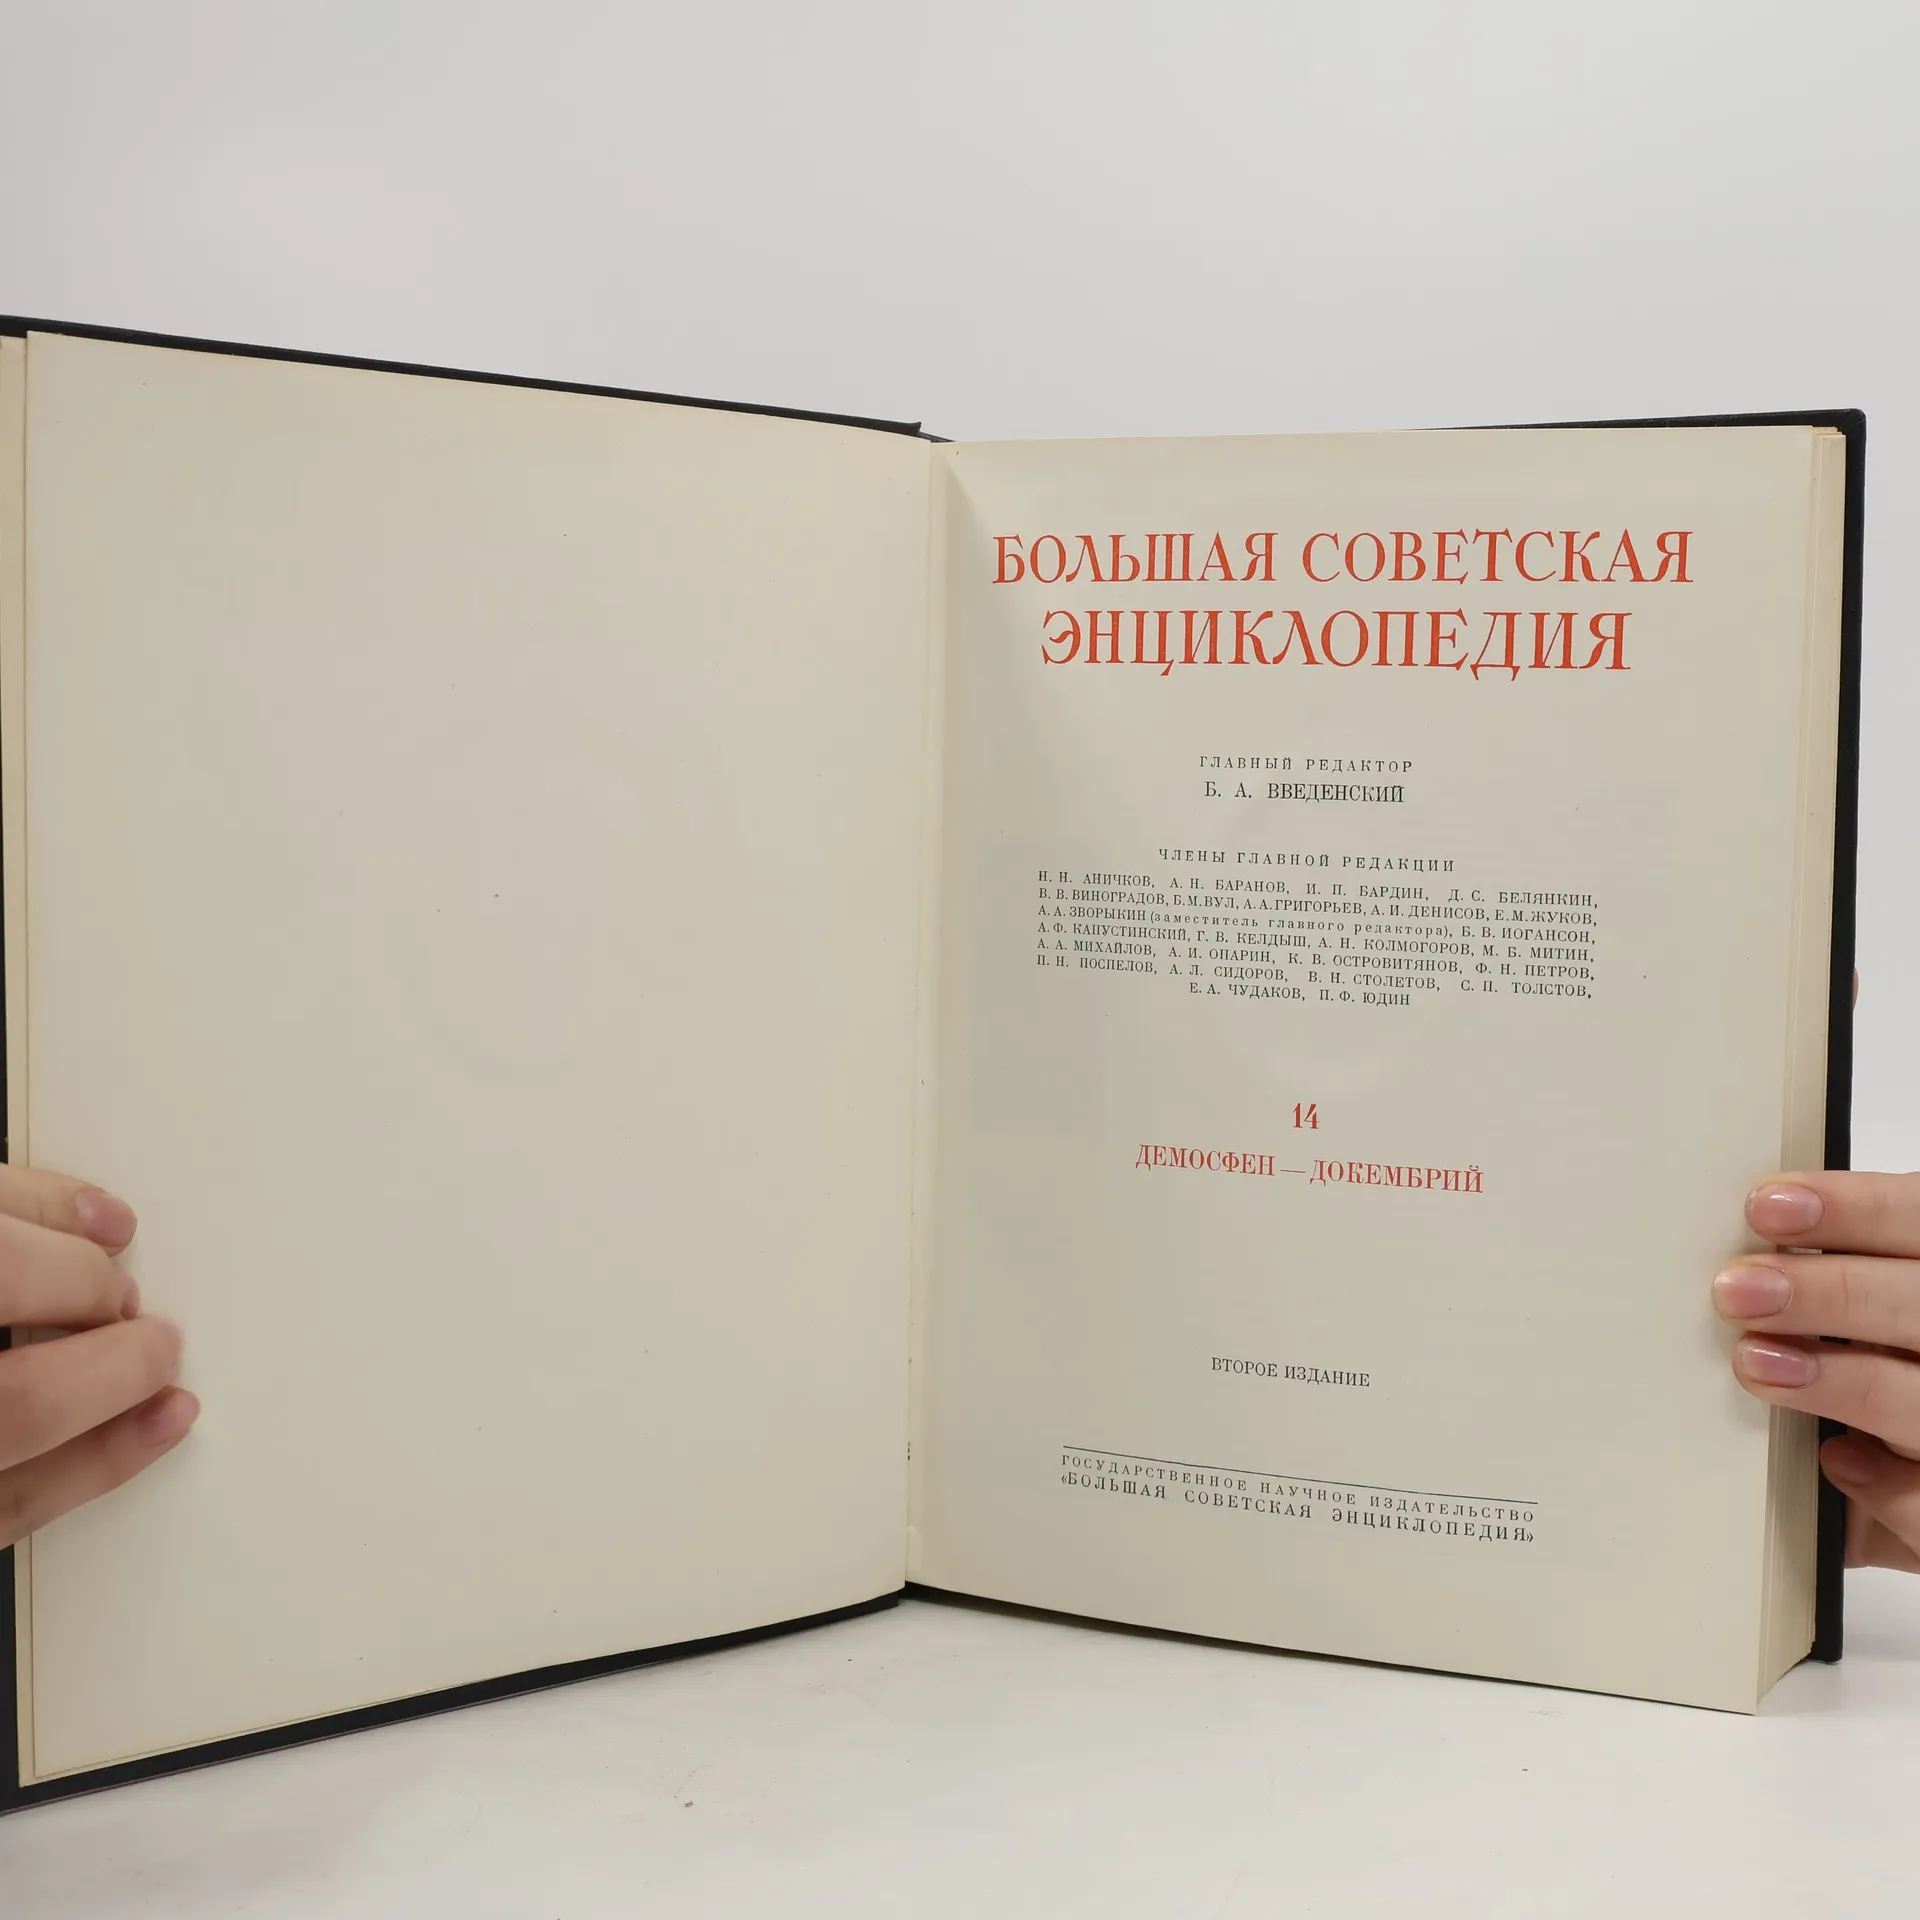 БОЛЬШАЯ СОВЕТСКАЯ
ЭНЦИКЛОПЕДИЯ
ГЛАВНЫЙ РЕДАКТОР
Б. А. ВВЕДЕНСКИЙ
ЧЛЕНЫ ГЛАВНОЙ РЕДАКЦИИ
Н. Н. АНИЧКОВ, А. Н. БАРАНОВ, И. П. БАРДИН, Д. С. БЕЛЯНКИН,
В. В. ВИНОГРАДОВ, Б. М. ВУЛ, А. А. ГРИГОРЬЕВ, А. И. ДЕНИСОВ, Е. М. ЖУКОВ,
А. А. ЗВОРЫКИН (заместитель главного редактора), Б. В. ИОГАНСОН,
А. Ф. КАПУСТИНСКИЙ, Г. В. КЕЛДЫШ, А. Н. КОЛМОГОРОВ, М. Б. МИТИН,
А. А. МИХАЙЛОВ, А. И. ОПАРИН, К. В. ОСТРОВИТЯНОВ, Ф. Н. ПЕТРОВ,
П. Н. ПОСПЕЛОВ, А. Л. СИДОРОВ, В. Н. СТОЛЕТОВ, С. П. ТОЛСТОВ,
Е. А. ЧУДАКОВ, П. Ф. ЮДИН
14
ДЕМОСФЕН — ДОКЕМБРИЙ
ВТОРОЕ ИЗДАНИЕ
ГОСУДАРСТВЕННОЕ НАУЧНОЕ ИЗДАТЕЛЬСТВО
«БОЛЬШАЯ СОВЕТСКАЯ ЭНЦИКЛОПЕДИЯ»